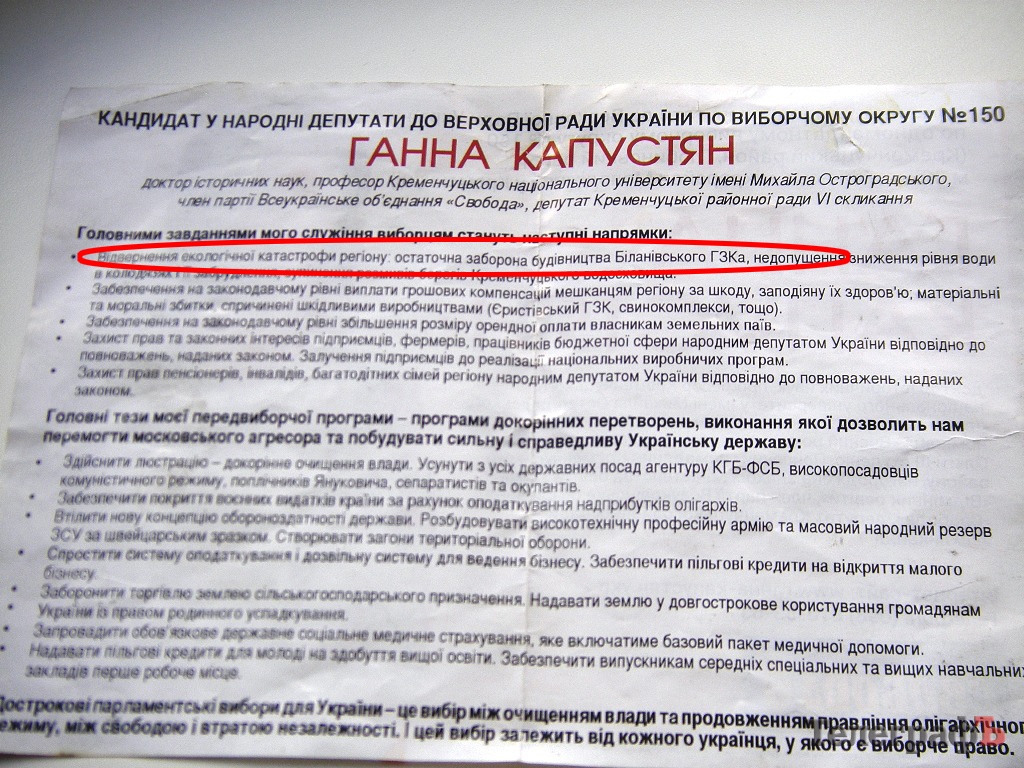 КАНДИДАТ У НАРОДНІ ДЕПУТАТИ ДО ВЕРХОВНОЇ РАДИ УКРАЇНИ ПО ВИБОРЧОМУ ОКРУГУ №150
ГАННА КАПУСТЯН
доктор історичних наук, професор Кременчуцького національного університету імені Михайла Остроградського,
член партії Всеукраїнське об'єднання «Свобода», депутат Кременчуцької районної ради VI скликання
Головними завданнями мого служіння виборцям стануть наступні напрямки:
• Відвернення екологічної катастрофи регіону: остаточна заборона будівництва Біланівського ГЗКа, недопущення зниження рівня води
в колодязях і їх забруднення, зупинення розмивів берегів Кременчуцького водосховища.
• Забезпечення на законодавчому рівні виплати грошових компенсацій мешканцям регіону за шкоду, заподіяну їх здоров'ю; матеріальні
та моральні збитки, спричинені шкідливими виробництвами (Єристівський ГЗК, свинокомплекси, тощо).
• Забезпечення на законодавчому рівні збільшення розміру орендної оплати власникам земельних паїв.
• Захист прав та законних інтересів підприємців, фермерів, працівників бюджетної сфери народним депутатом України відповідно до
повноважень, наданих законом. Залучення підприємців до реалізації національних виробничих програм.
• Захист прав пенсіонерів, інвалідів, багатодітних сімей регіону народним депутатом України відповідно до повноважень, наданих
законом.
Головні тези моєї передвиборчої програми – програми докорінних перетворень, виконання якої дозволить нам
перемогти московського агресора та побудувати сильну і справедливу Українську державу:
• Здійснити люстрацію – докорінне очищення влади. Усунути з усіх державних посад агентуру КГБ-ФСБ, високопосадовців
комуністичного режиму, поплічників Януковича, сепаратистів та окупантів.
• Забезпечити покриття воєнних видатків країни за рахунок оподаткування надприбутків олігархів.
• Втілити нову концепцію обороноздатності держави. Розбудовувати високотехнічну професійну армію та масовий народний резерв
ЗСУ за швейцарським зразком. Створювати загони територіальної оборони.
• Спростити систему оподаткування і дозвільну систему для ведення бізнесу. Забезпечити пільгові кредити на відкриття малого
бізнесу.
• Заборонити торгівлю землею сільськогосподарського призначення. Надавати землю у довгострокове користування громадянам
• України із правом родинного успадкування.
• Запровадити обов'язкове державне соціальне медичне страхування, яке включатиме базовий пакет медичної допомоги.
• Надавати пільгові кредити для молоді на здобуття вищої освіти. Забезпечити випускникам середніх спеціальних та вищих навчальних
закладів перше робоче місце.
Дострокові парламентські вибори для України – це вибір між очищенням влади та продовженням правління олігархічного
режиму, між свободою і втратою незалежності. І цей вибір залежить від кожного українця, у якого є виборче право.
Телеграфъ